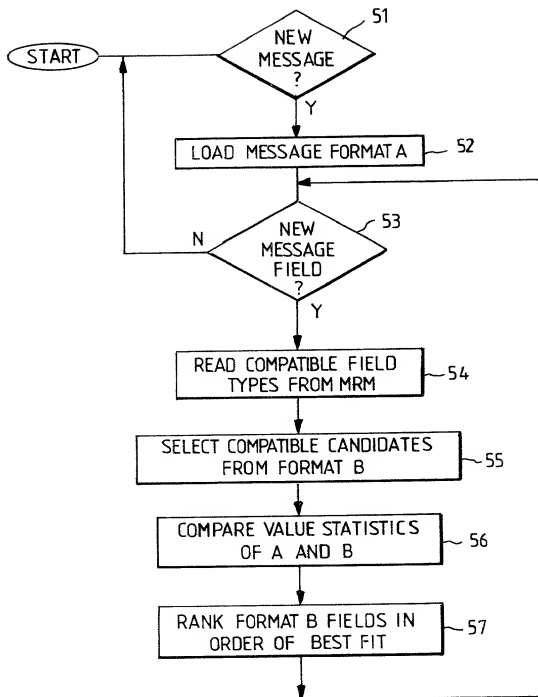 START
NEW
MESSAGE
?
51
Y
LOAD MESSAGE FORMAT A
52
NEW
MESSAGE
FIELD
?
53
N
Y
READ COMPATIBLE FIELD
TYPES FROM MRM
54
SELECT COMPATIBLE CANDIDATES
FROM FORMAT B
55
COMPARE VALUE STATISTICS
OF A AND B
56
RANK FORMAT B FIELDS IN
ORDER OF BEST FIT
57